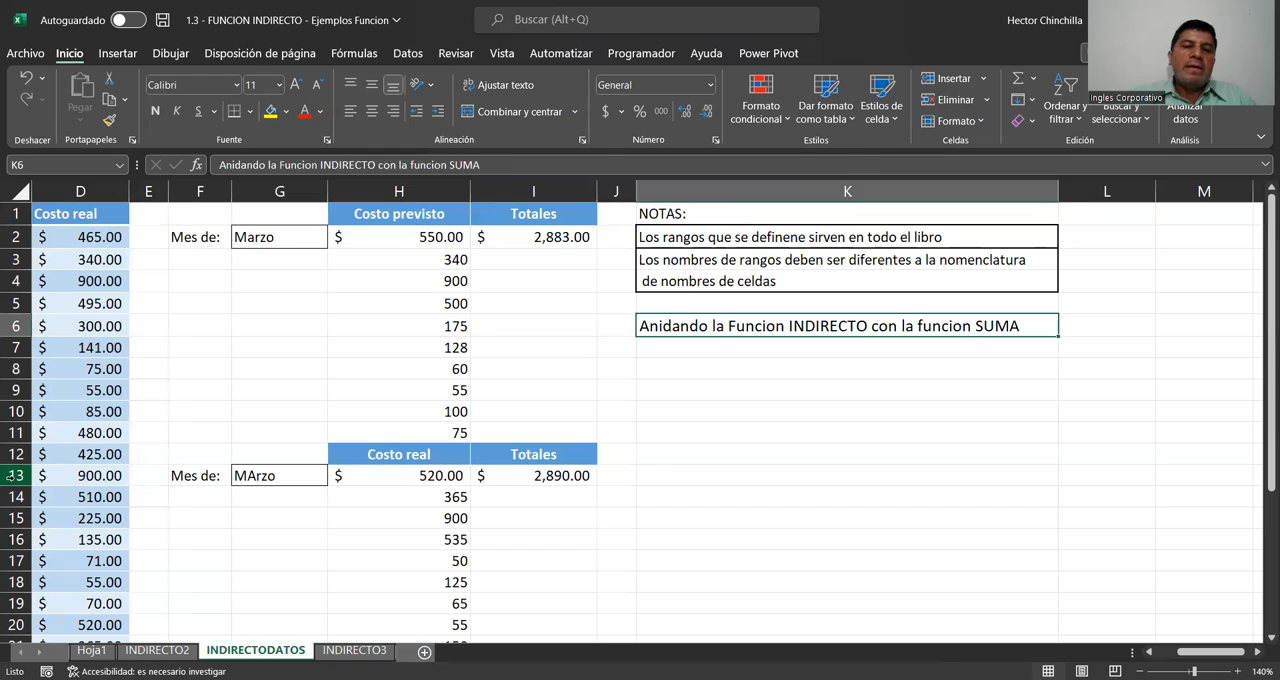 Autoguardado
1.3 - FUNCION INDIRECTO - Ejemplos Funcion
Buscar (Alt+Q)
Hector Chinchilla
Archivo Inicio Insertar Dibujar Disposición de página Fórmulas Datos Revisar Vista Automatizar Programador Ayuda Power Pivot
Pegar
Calibri 11
N K S
Ajustar texto
Combinar y centrar
General
$ % 000
Formato condicional
Dar formato como tabla
Estilos de celda
Insertar
Eliminar
Formato
Ordenar y filtrar
Buscar y seleccionar
Analizar datos
Ingles Corporativo
Deshacer Portapapeles Fuente Alineación Número Estilos Celdas Edición Análisis
K6 fx Anidando la Funcion INDIRECTO con la funcion SUMA
D E F G H I J K L M
1 Costo real Costo previsto Totales NOTAS:
2 $ 465.00 Mes de: Marzo $ 550.00 $ 2,883.00 Los rangos que se definene sirven en todo el libro
3 $ 340.00 340 Los nombres de rangos deben ser diferentes a la nomenclatura
4 $ 900.00 900 de nombres de celdas
5 $ 495.00 500
6 $ 300.00 175 Anidando la Funcion INDIRECTO con la funcion SUMA
7 $ 141.00 128
8 $ 75.00 60
9 $ 55.00 55
10 $ 85.00 100
11 $ 480.00 75
12 $ 425.00 Costo real Totales
13 $ 900.00 Mes de: MArzo $ 520.00 $ 2,890.00
14 $ 510.00 365
15 $ 225.00 900
16 $ 135.00 535
17 $ 71.00 50
18 $ 55.00 125
19 $ 70.00 65
20 $ 520.00 55
Hoja1 INDIRECTO2 INDIRECTODATOS INDIRECTO3
Listo Accesibilidad: es necesario investigar 140%